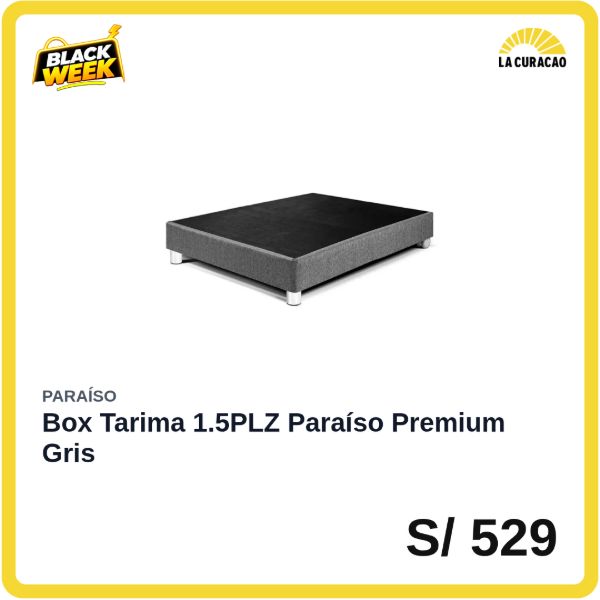 BLACK
WEEK
LA CURACAO
PARAÍSO
Box Tarima 1.5PLZ Paraíso Premium
Gris
S/ 529